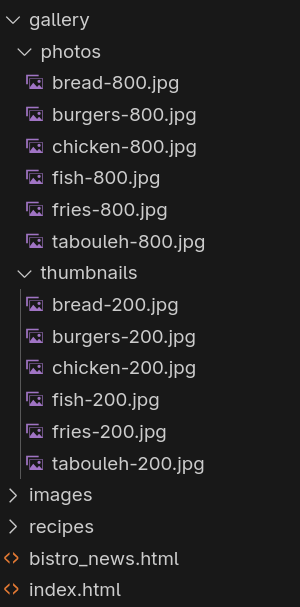 gallery
photos
bread-800.jpg
burgers-800.jpg
chicken-800.jpg
fish-800.jpg
fries-800.jpg
tabouleh-800.jpg
thumbnails
bread-200.jpg
burgers-200.jpg
chicken-200.jpg
fish-200.jpg
fries-200.jpg
tabouleh-200.jpg
images
recipes
bistro_news.html
index.html